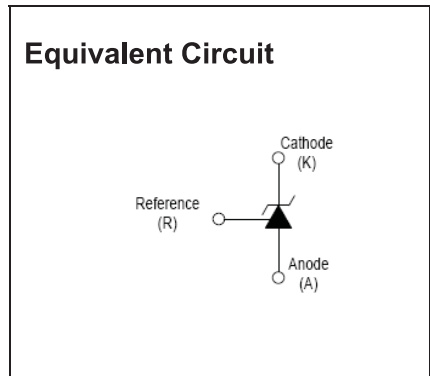 Equivalent Circuit
Cathode
(K)
Reference
(R)
Anode
(A)